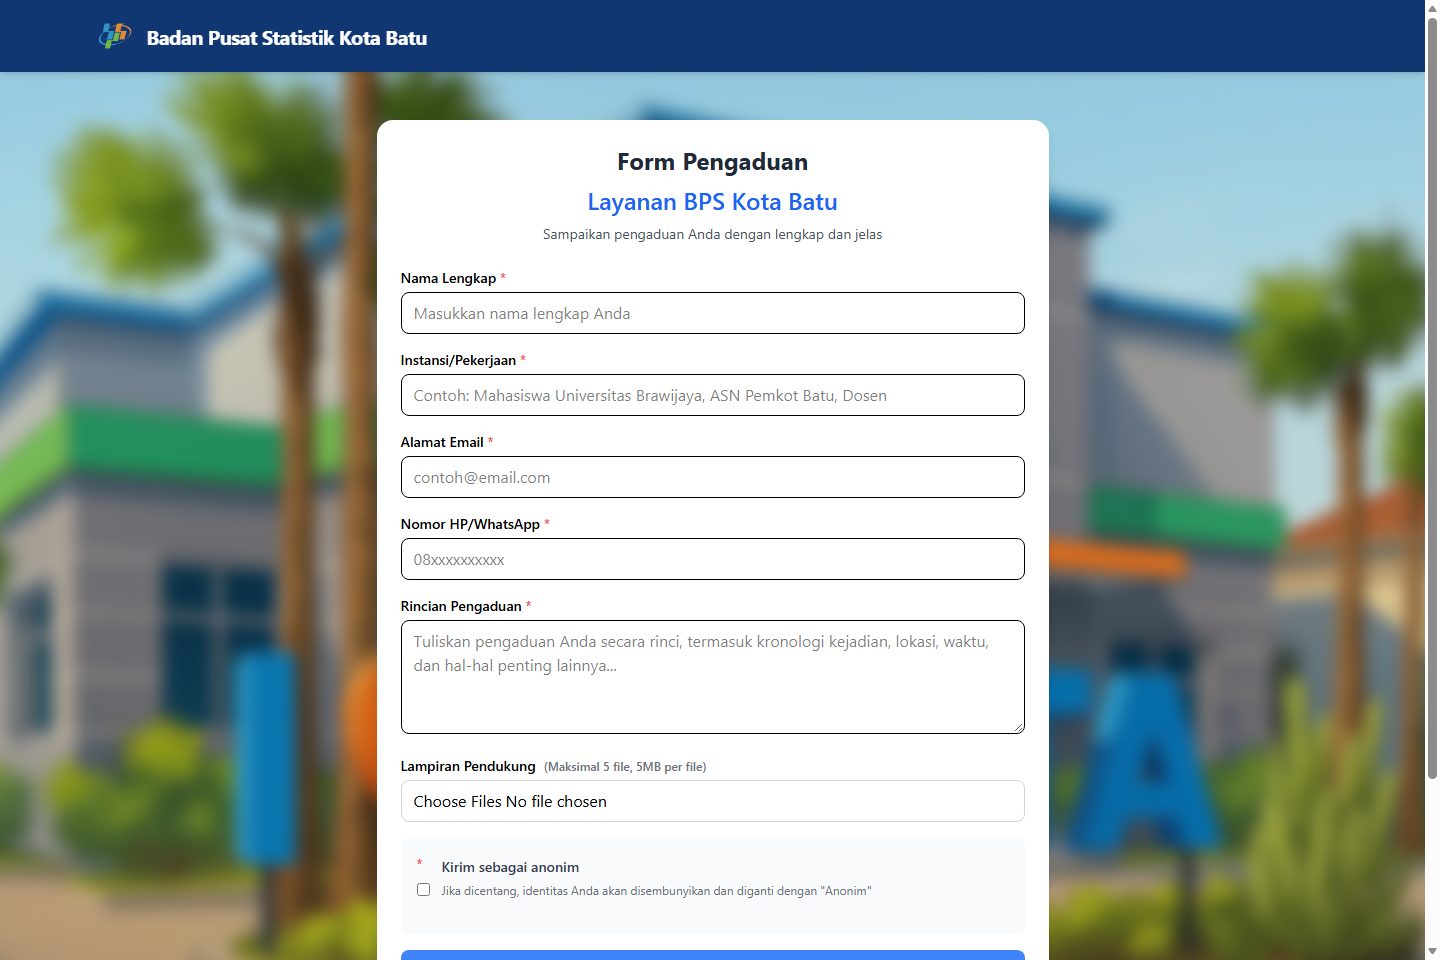 Badan Pusat Statistik Kota Batu
Form Pengaduan
Layanan BPS Kota Batu
Sampaikan pengaduan Anda dengan lengkap dan jelas
Nama Lengkap *
Masukkan nama lengkap Anda
Instansi/Pekerjaan *
Contoh: Mahasiswa Universitas Brawijaya, ASN Pemkot Batu, Dosen
Alamat Email *
contoh@email.com
Nomor HP/WhatsApp *
08xxxxxxxxxx
Rincian Pengaduan *
Tuliskan pengaduan Anda secara rinci, termasuk kronologi kejadian, lokasi, waktu,
dan hal-hal penting lainnya...
Lampiran Pendukung (Maksimal 5 file, 5MB per file)
Choose Files No file chosen
* Kirim sebagai anonim
Jika dicentang, identitas Anda akan disembunyikan dan diganti dengan "Anonim"